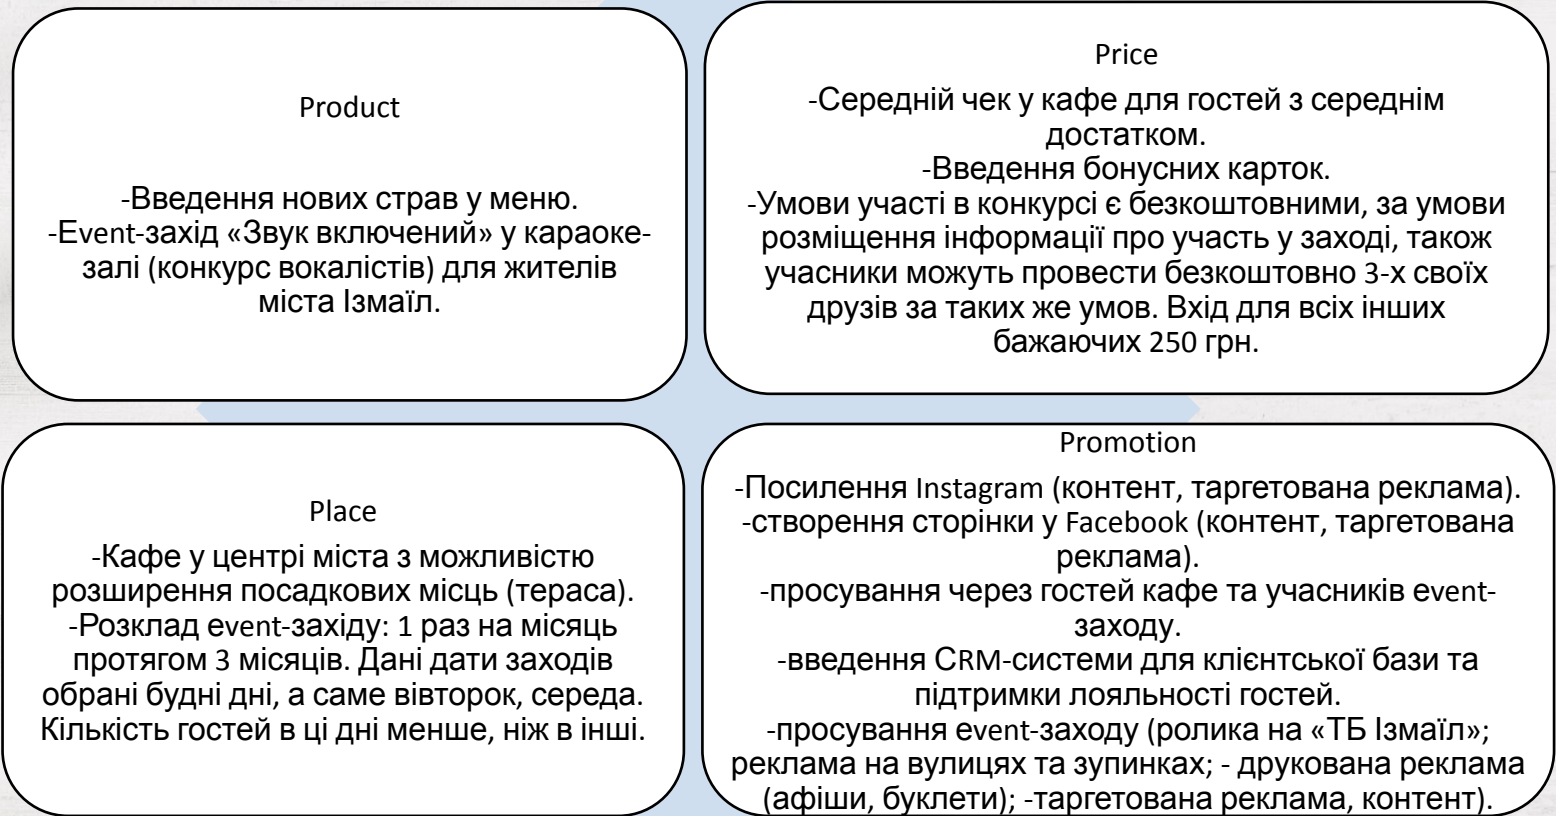 Product
-Введення нових страв у меню.
-Event-захід «Звук включений» у караоке-
залі (конкурс вокалістів) для жителів
міста Ізмаїл.
Price
-Середній чек у кафе для гостей з середнім
достатком.
-Введення бонусних карток.
-Умови участі в конкурсі є безкоштовними, за умови
розміщення інформації про участь у заході, також
учасники можуть провести безкоштовно 3-х своїх
друзів за таких же умов. Вхід для всіх інших
бажаючих 250 грн.
Place
-Кафе у центрі міста з можливістю
розширення посадкових місць (тераса).
-Розклад event-західу: 1 раз на місяць
протягом 3 місяців. Дані дати заходів
обрані будні дні, а саме вівторок, середа.
Кількість гостей в ці дні менше, ніж в інші.
Promotion
-Посилення Instagram (контент, таргетована реклама).
-створення сторінки у Facebook (контент, таргетована
реклама).
-просування через гостей кафе та учасників event-
заходу.
-введення CRM-системи для клієнтської бази та
підтримки лояльності гостей.
-просування event-заходу (ролика на «ТБ Ізмаїл»;
реклама на вулицях та зупинках; - друкована реклама
(афіши, буклети); -таргетована реклама, контент).